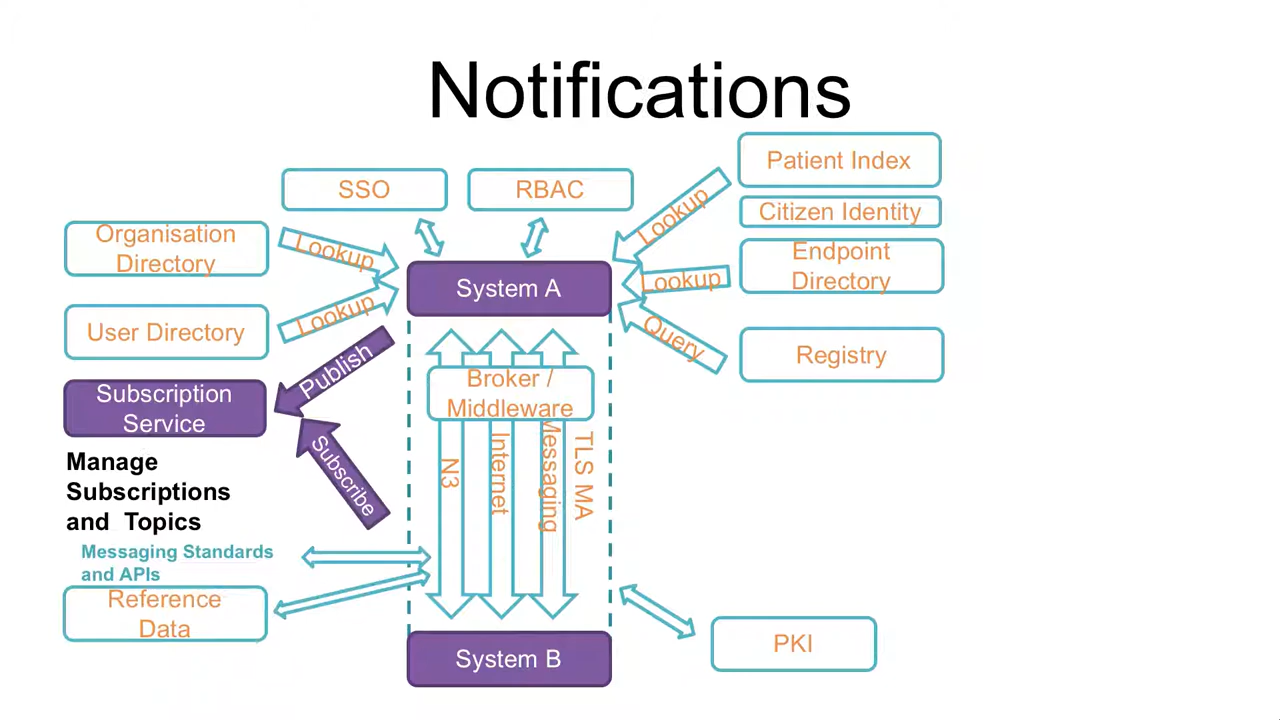 Notifications
SSO
RBAC
Patient Index
Citizen Identity
Organisation
Directory
Lookup
Lookup
Endpoint
Directory
System A
Lookup
User Directory
Lookup
Query
Registry
Publish
Subscription
Service
Broker /
Middleware
Subscribe
N3
Internet
Messaging
TLS MA
Manage
Subscriptions
and Topics
Messaging Standards
and APIs
Reference
Data
System B
PKI